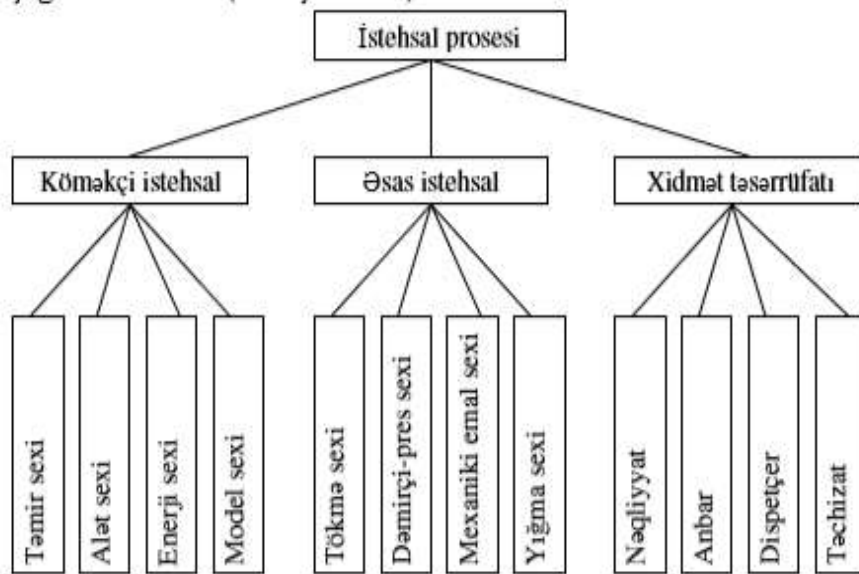 İstehsal prosesi
Köməkçi istehsal
Əsas istehsal
Xidmət təsərrüfatı
Təmir sexi
Alət sexi
Enerji sexi
Model sexi
Tökmə sexi
Dəmirçi-pres sexi
Mexaniki emal sexi
Yığma sexi
Nəqliyyat
Anbar
Dispetçer
Təchizat